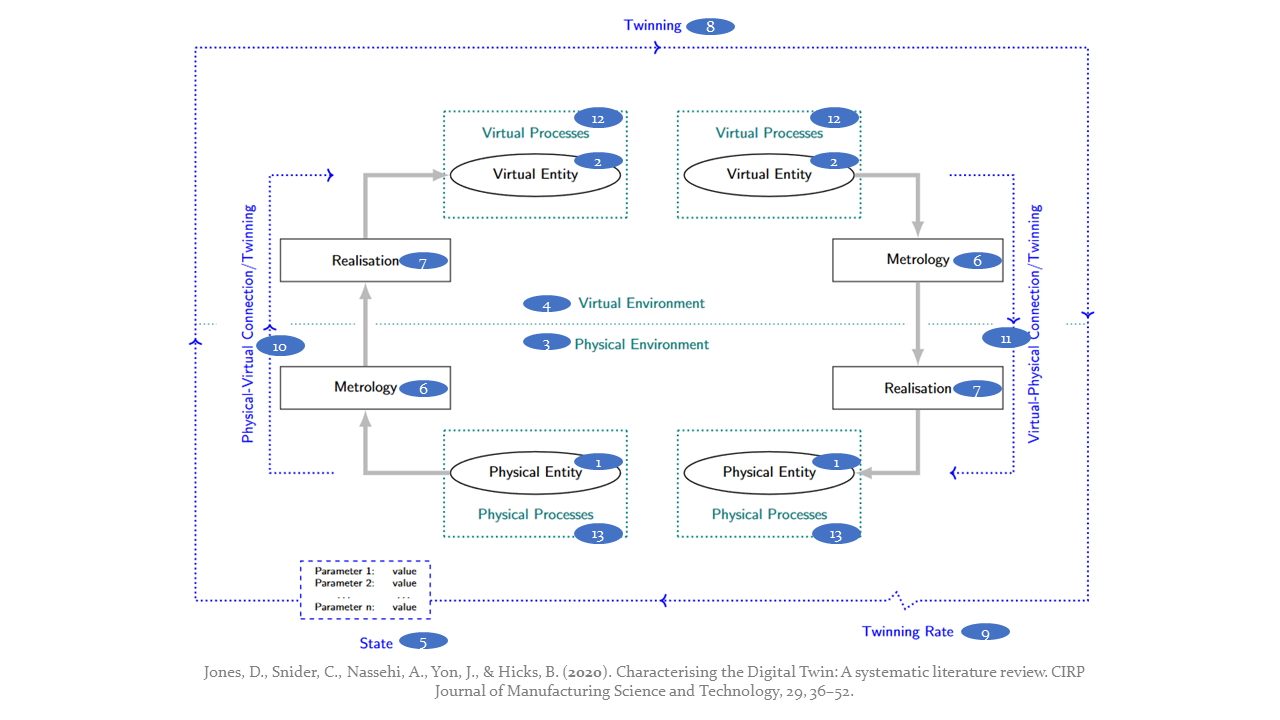 Twinning 8
12 12
Virtual Processes Virtual Processes
2 2
Virtual Entity Virtual Entity
Physical-Virtual Connection/Twinning
Virtual-Physical Connection/Twinning
Realisation 7
Metrology 6
4 Virtual Environment
3 Physical Environment
10
11
Metrology 6
Realisation 7
1 1
Physical Entity Physical Entity
Physical Processes Physical Processes
13 13
Parameter 1: value
Parameter 2: value
... ...
Parameter n: value
State 5
Twinning Rate 9
Jones, D., Snider, C., Nassehi, A., Yon, J., & Hicks, B. (2020). Characterising the Digital Twin: A systematic literature review. CIRP
Journal of Manufacturing Science and Technology, 29, 36–52.